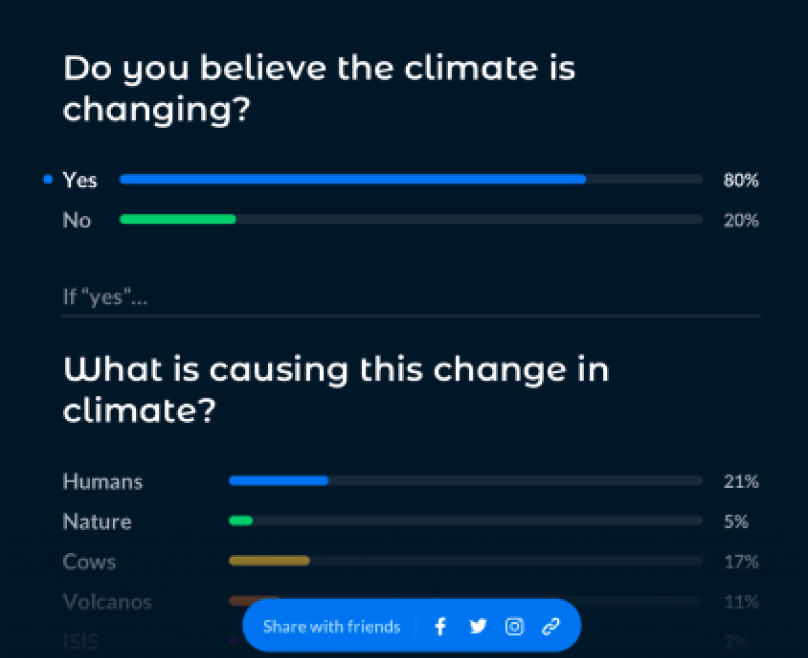 Do you believe the climate is
changing?
Yes 80%
No 20%
If “yes”...
What is causing this change in
climate?
Humans 21%
Nature 5%
Cows 17%
Volcanos 11%
ISIS 2%
Share with friends